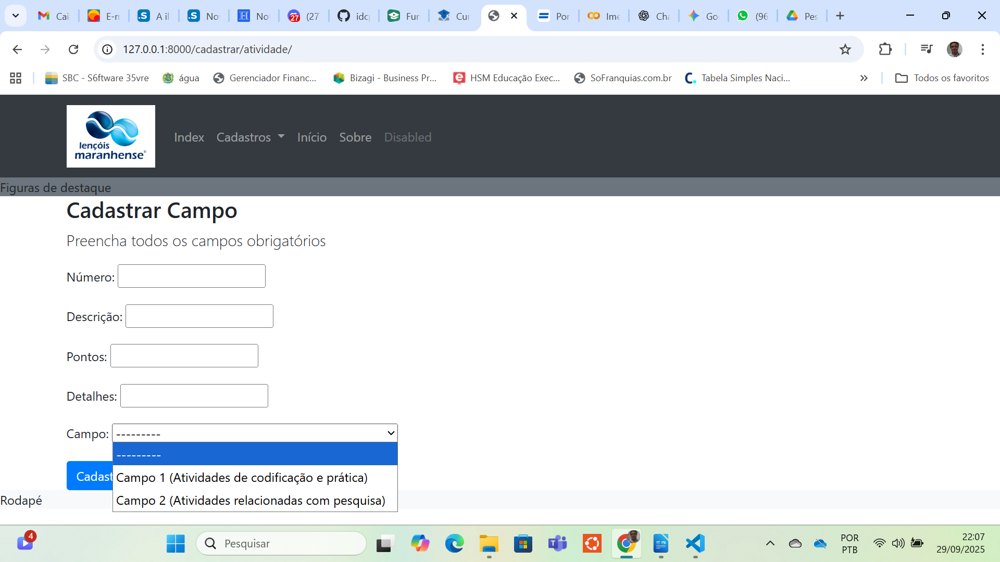 Cai
E-m
A il
No
No
27 (27
idc
Fur
Cur
Por
Ime
Cha
Go
(96
Pes
127.0.0.1:8000/cadastrar/atividade/
SBC - S6ftware 35vre
água
Gerenciador Financ...
Bizagi - Business Pr...
HSM Educação Exec...
SoFranquias.com.br
Tabela Simples Naci...
Todos os favoritos
lençóis
maranhense®
Index Cadastros Início Sobre Disabled
Figuras de destaque
Cadastrar Campo
Preencha todos os campos obrigatórios
Número:
Descrição:
Pontos:
Detalhes:
Campo: ---------
---------
Cadast
Campo 1 (Atividades de codificação e prática)
Campo 2 (Atividades relacionadas com pesquisa)
Rodapé
4
Pesquisar
POR
PTB
22:07
29/09/2025